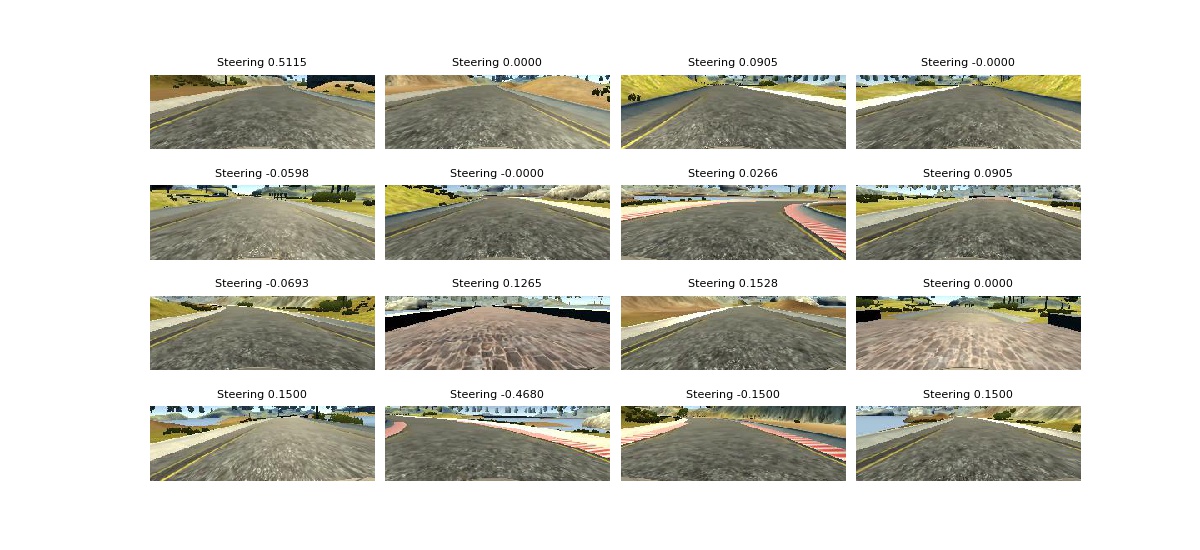 Steering 0.5115
Steering 0.0000
Steering 0.0905
Steering -0.0000
Steering -0.0598
Steering -0.0000
Steering 0.0266
Steering 0.0905
Steering -0.0693
Steering 0.1265
Steering 0.1528
Steering 0.0000
Steering 0.1500
Steering -0.4680
Steering -0.1500
Steering 0.1500